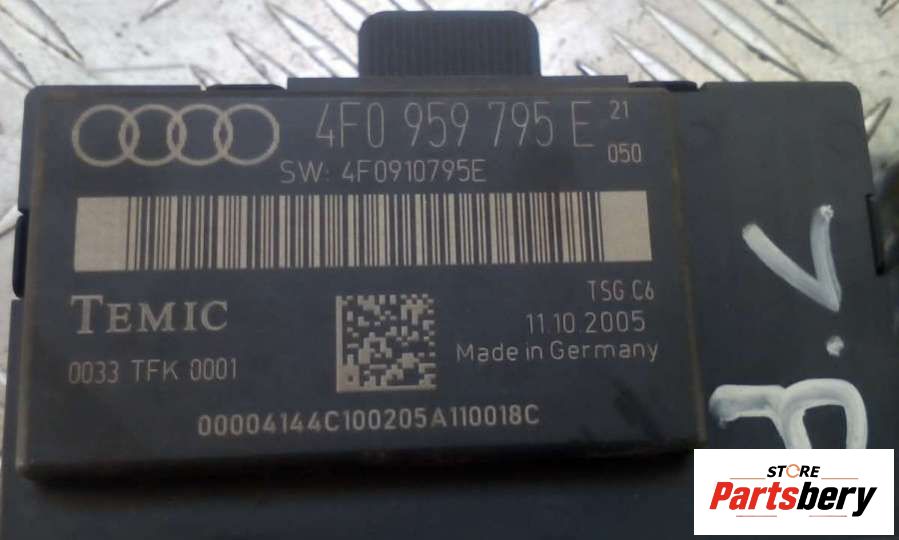 4F0 959 795 E 21
050
SW: 4F0910795E
TEMIC
TSG C6
11.10.2005
Made in Germany
0033 TFK 0001
00004144C100205A110018C
P.V
STORE
Partsbery